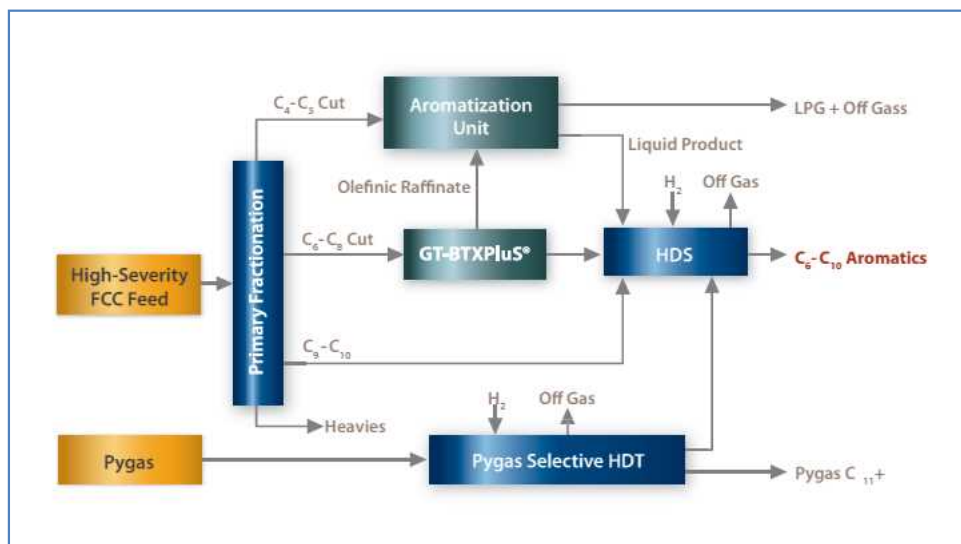 C₄-C₅ Cut
Aromatization
Unit
LPG + Off Gass
Liquid Product
Olefinic Raffinate
H₂
Off Gas
Primary Fractionation
C₆-C₈ Cut
GT-BTXPluS®
HDS
C₆-C₁₀ Aromatics
High-Severity
FCC Feed
C₉-C₁₀
H₂
Off Gas
Heavies
Pygas
Pygas Selective HDT
Pygas C ₁₁+